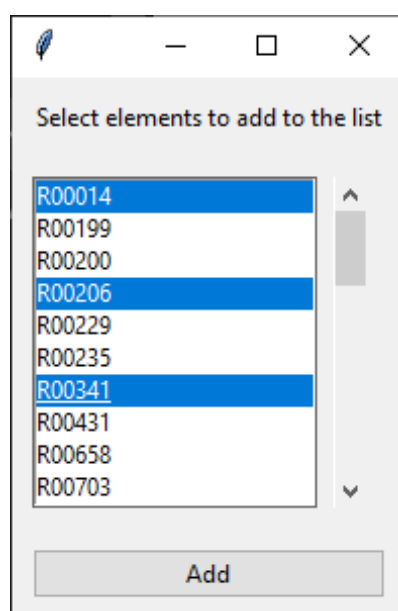 Select elements to add to the list
R00014
R00199
R00200
R00206
R00229
R00235
R00341
R00431
R00658
R00703
Add